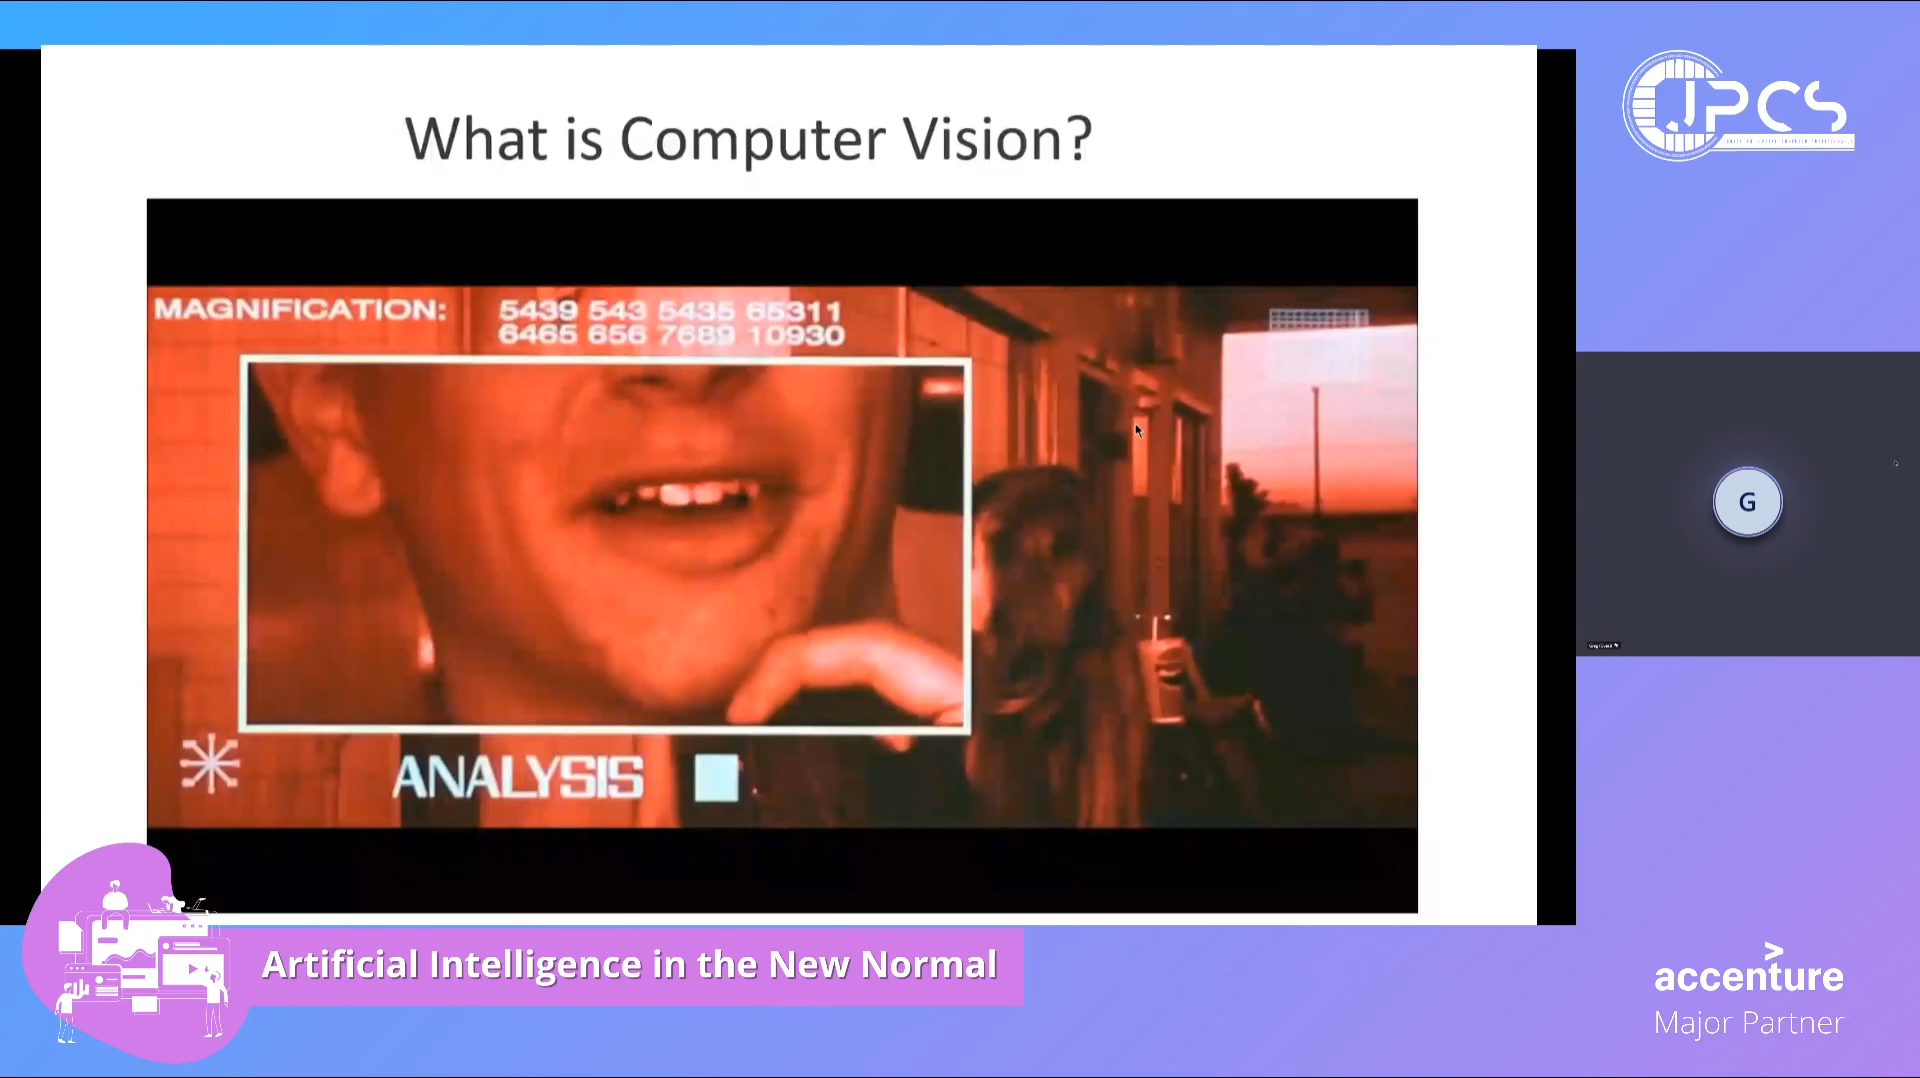 What is Computer Vision?
JPCS
MAGNIFICATION:
5439 543 5435 65311
6465 656 7689 10930
ANALYSIS
G
Artificial Intelligence in the New Normal
accenture
Major Partner